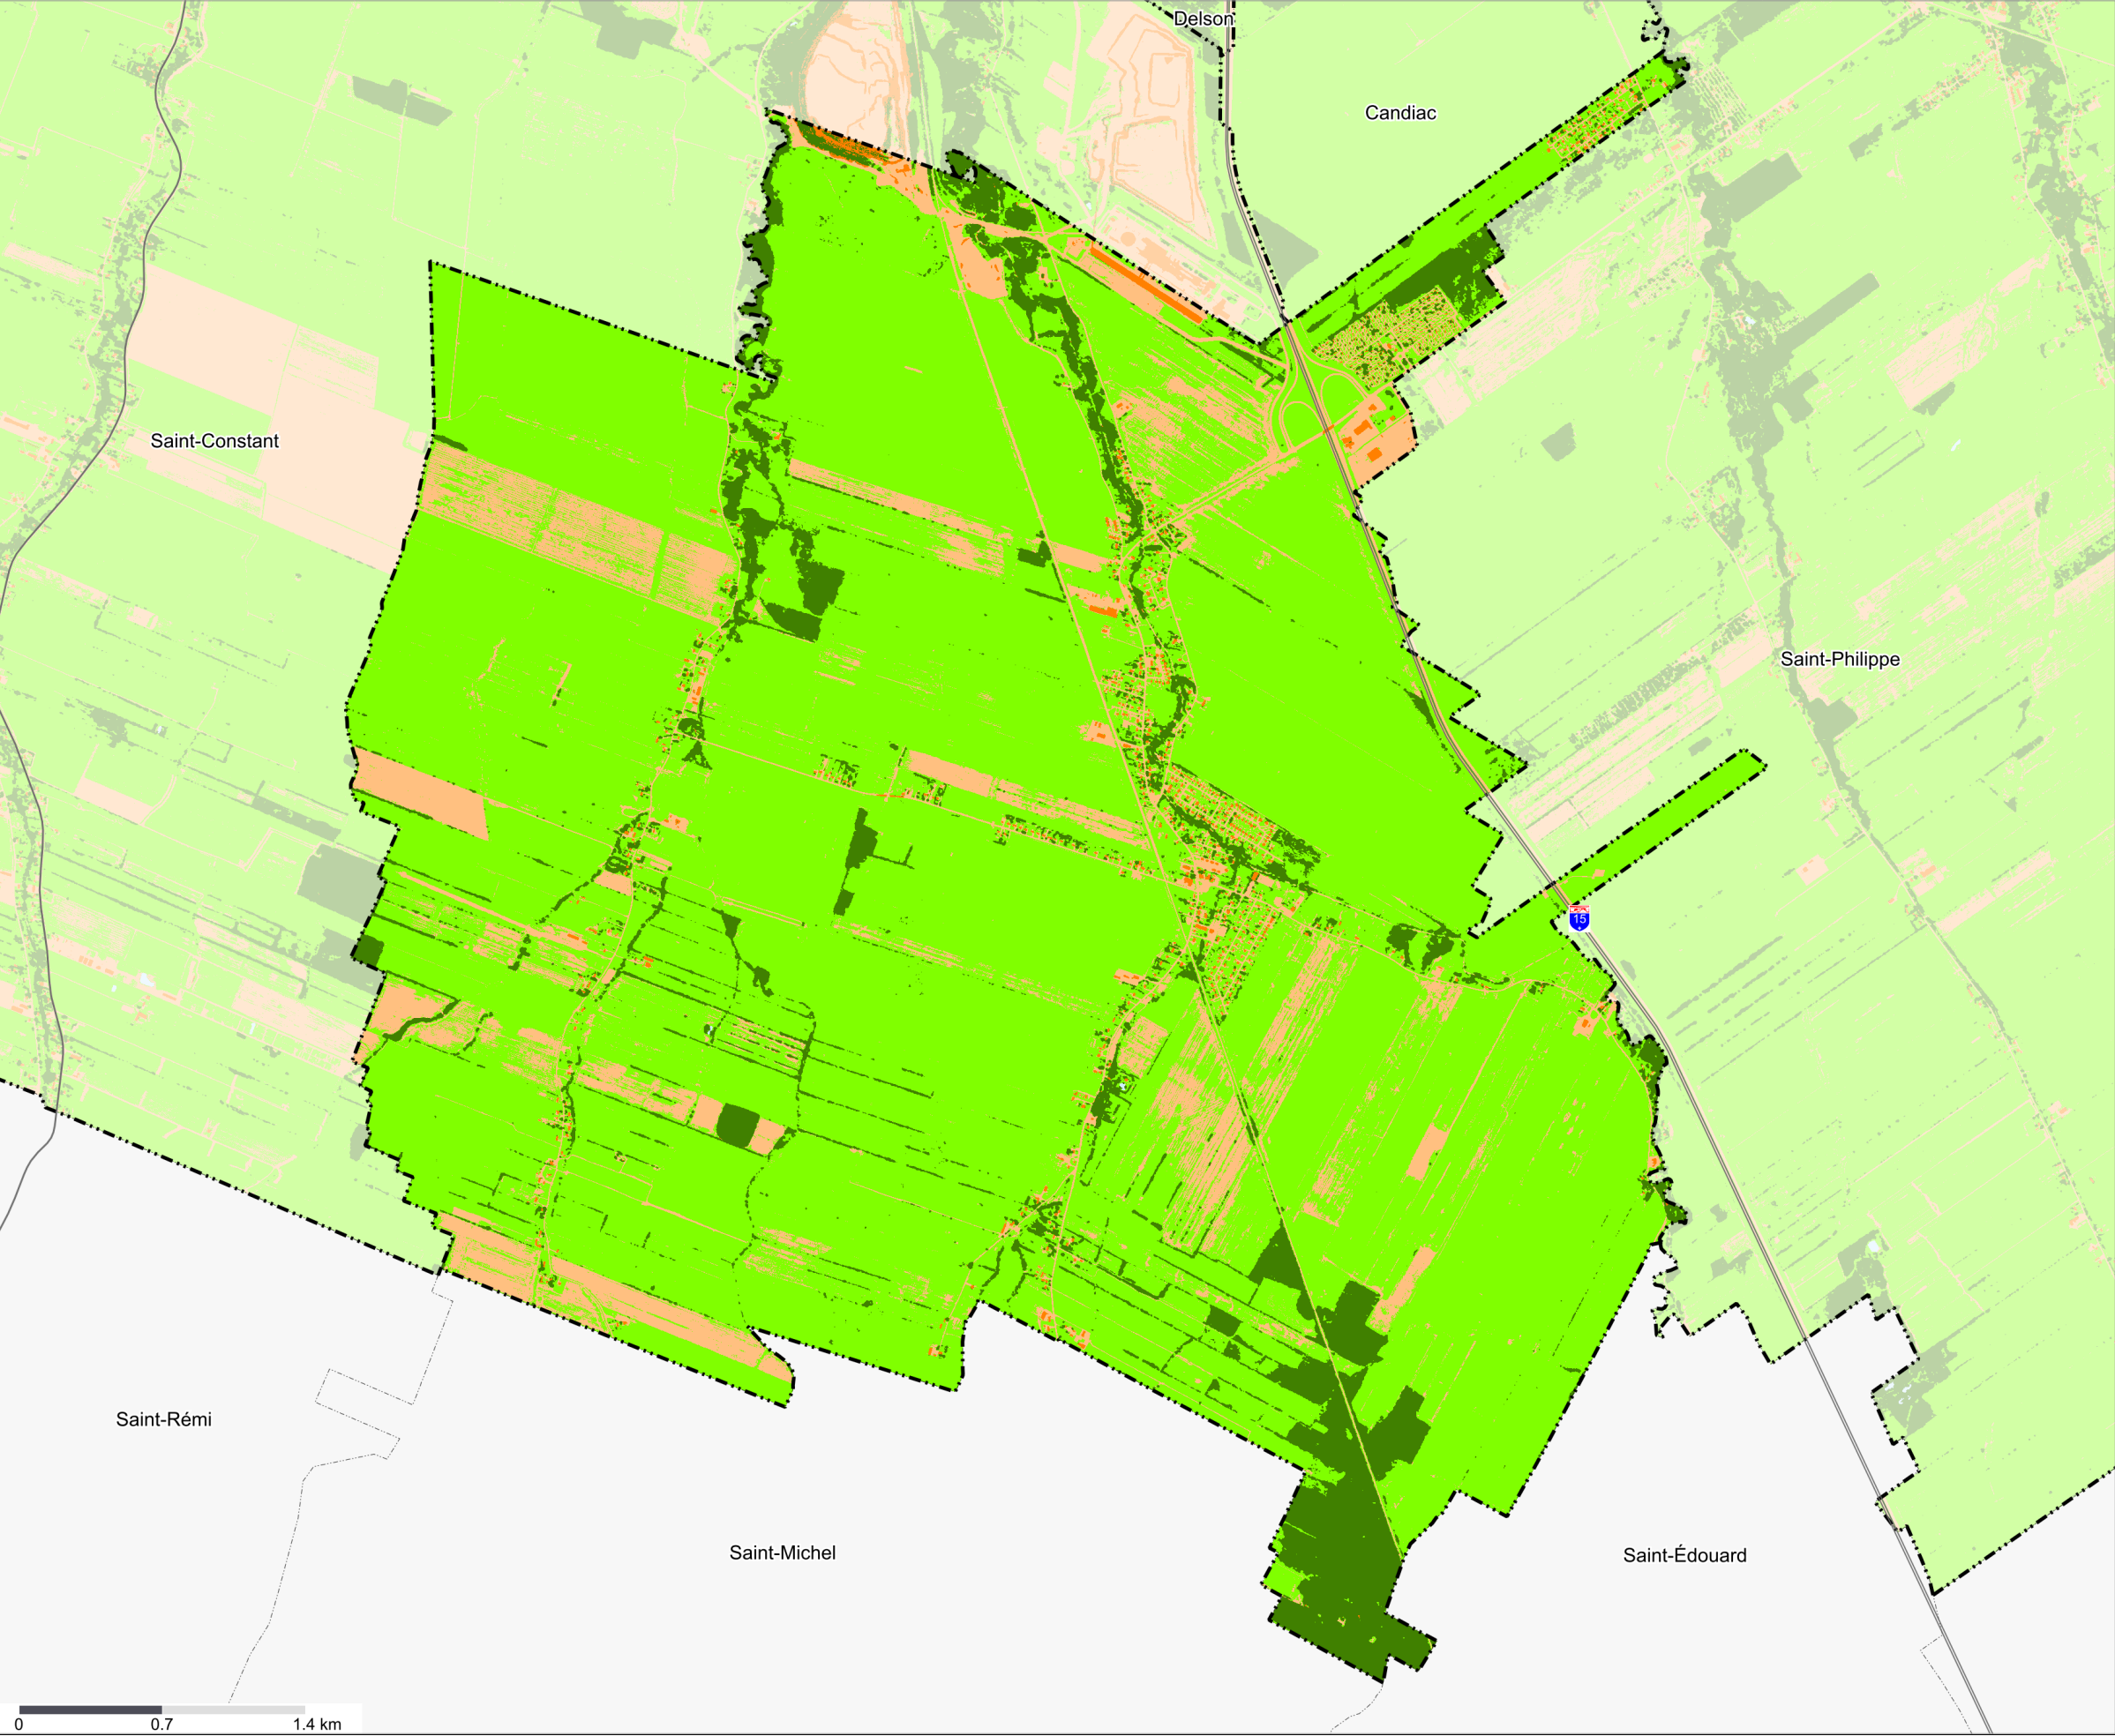 Delson
Candiac
Saint-Constant
Saint-Philippe
15
Saint-Rémi
Saint-Michel
Saint-Édouard
0 0.7 1.4 km